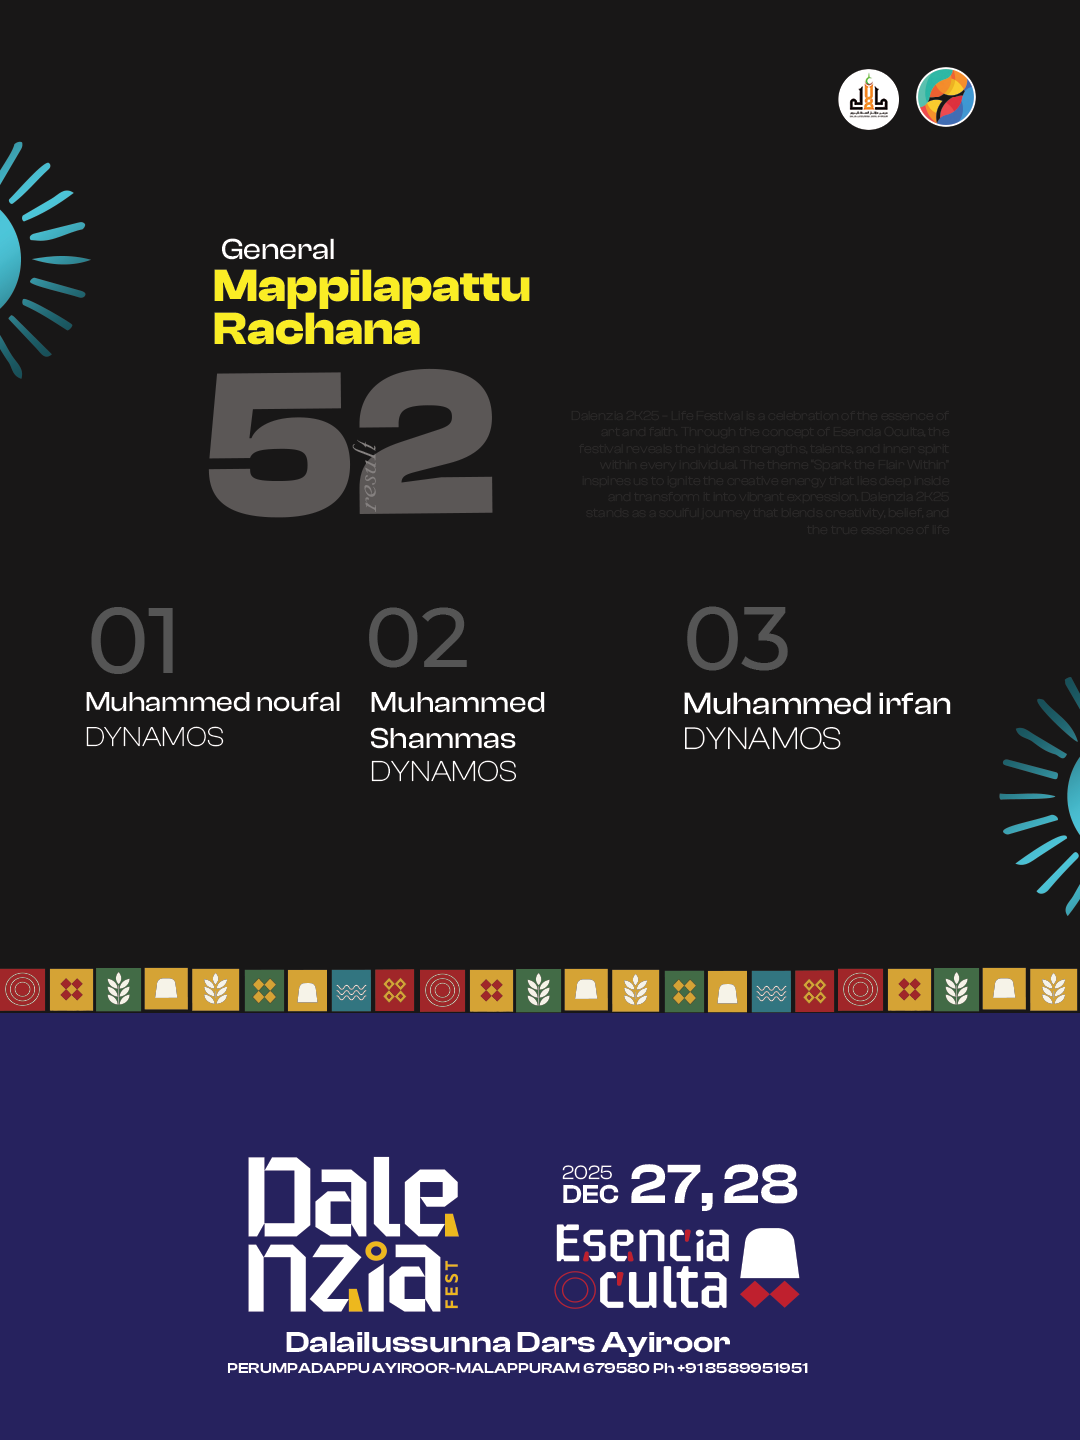 General
Mappilapattu
Rachana
52
result
Dalenzia 2K25 - Life Festival is a celebration of the essence of
art and faith. Through the concept of Esencia Oculta, the
festival reveals the hidden strengths, talents, and inner spirit
within every individual. The theme "Spark the Flair Within"
inspires us to ignite the creative energy that lies deep inside
and transform it into vibrant expression. Dalenzia 2K25
stands as a soulful journey that blends creativity, belief, and
the true essence of life
01
Muhammed noufal
DYNAMOS
02
Muhammed
Shammas
DYNAMOS
03
Muhammed irfan
DYNAMOS
Dale
nzia
FEST
2025
DEC 27, 28
Esencia
Oculta
Dalailussunna Dars Ayiroor
PERUMPADAPPU AYIROOR-MALAPPURAM 679580 Ph +918589951951